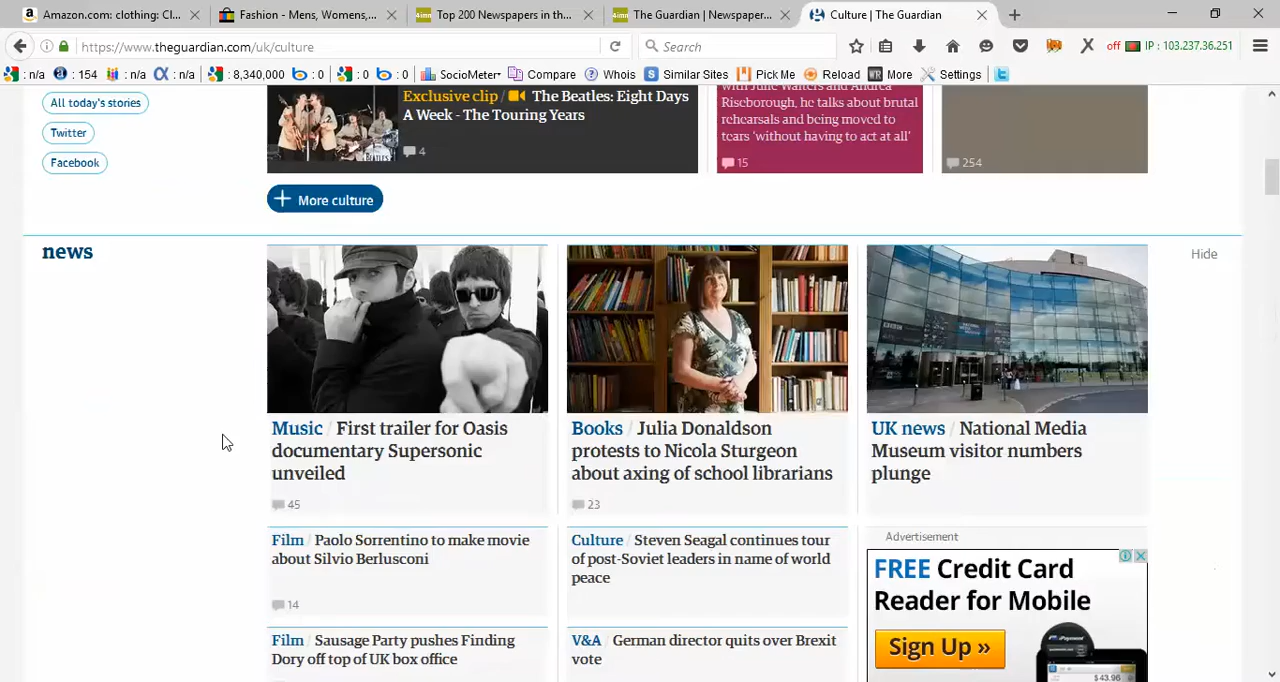 Amazon.com: clothing: Cl...
Fashion - Mens, Womens,...
Top 200 Newspapers in th...
The Guardian | Newspaper...
Culture | The Guardian
https://www.theguardian.com/uk/culture
Search
off
IP : 103.237.36.251
: n/a
: 154
: n/a
: n/a
: 8,340,000
: 0
: 0
: 0
SocioMeter
Compare
Whois
Similar Sites
Pick Me
Reload
More
Settings
All today's stories
Twitter
Facebook
Exclusive clip / The Beatles: Eight Days
A Week - The Touring Years
4
with Julie Walters and Andrea
Riseborough, he talks about brutal
rehearsals and being moved to
tears 'without having to act at all'
15
254
More culture
news
Hide
Music / First trailer for Oasis
documentary Supersonic
unveiled
45
Books / Julia Donaldson
protests to Nicola Sturgeon
about axing of school librarians
23
UK news / National Media
Museum visitor numbers
plunge
Film / Paolo Sorrentino to make movie
about Silvio Berlusconi
14
Culture / Steven Seagal continues tour
of post-Soviet leaders in name of world
peace
Film / Sausage Party pushes Finding
Dory off top of UK box office
V&A / German director quits over Brexit
vote
Advertisement
FREE Credit Card
Reader for Mobile
Sign Up »
$43.96